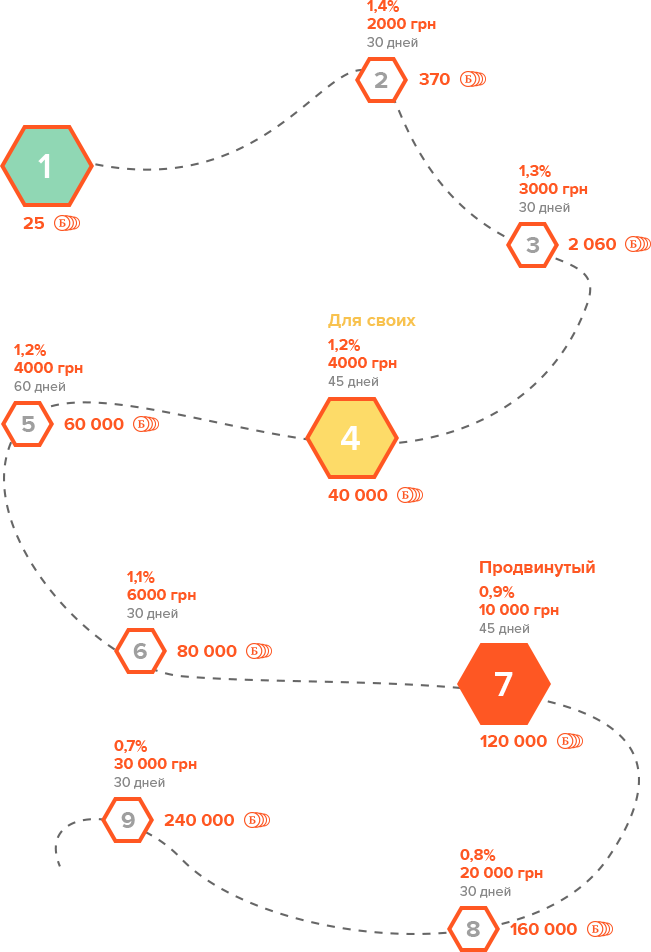 1
25 Б
1,4%
2000 грн
30 дней
2
370 Б
1,3%
3000 грн
30 дней
3
2 060 Б
Для своих
1,2%
4000 грн
45 дней
4
40 000 Б
1,2%
4000 грн
60 дней
5
60 000 Б
1,1%
6000 грн
30 дней
6
80 000 Б
Продвинутый
0,9%
10 000 грн
45 дней
7
120 000 Б
0,8%
20 000 грн
30 дней
8
160 000 Б
0,7%
30 000 грн
30 дней
9
240 000 Б